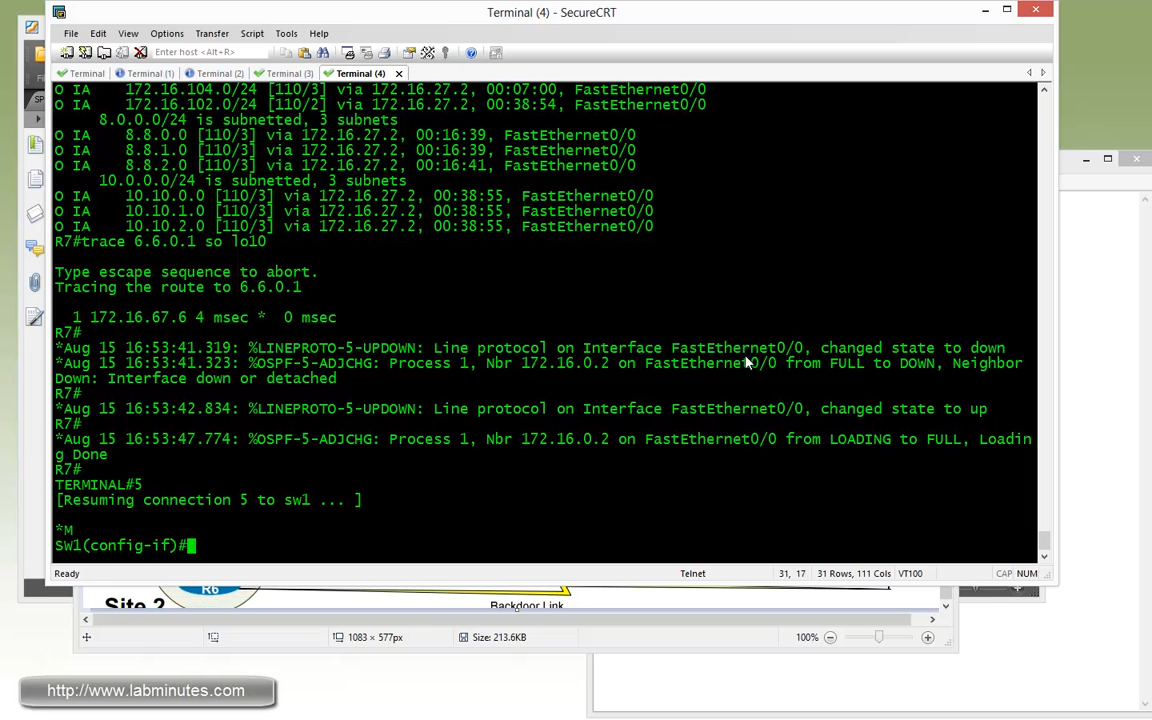 Terminal (4) - SecureCRT
File Edit View Options Transfer Script Tools Help
Enter host <Alt+R>
Terminal Terminal (1) Terminal (2) Terminal (3) Terminal (4)
O IA 172.16.104.0/24 [110/3] via 172.16.27.2, 00:07:00, FastEthernet0/0
O IA 172.16.102.0/24 [110/2] via 172.16.27.2, 00:38:54, FastEthernet0/0
8.0.0.0/24 is subnetted, 3 subnets
O IA 8.8.0.0 [110/3] via 172.16.27.2, 00:16:39, FastEthernet0/0
O IA 8.8.1.0 [110/3] via 172.16.27.2, 00:16:39, FastEthernet0/0
O IA 8.8.2.0 [110/3] via 172.16.27.2, 00:16:41, FastEthernet0/0
10.0.0.0/24 is subnetted, 3 subnets
O IA 10.10.0.0 [110/3] via 172.16.27.2, 00:38:55, FastEthernet0/0
O IA 10.10.1.0 [110/3] via 172.16.27.2, 00:38:55, FastEthernet0/0
O IA 10.10.2.0 [110/3] via 172.16.27.2, 00:38:55, FastEthernet0/0
R7#trace 6.6.0.1 so lo10
Type escape sequence to abort.
Tracing the route to 6.6.0.1
1 172.16.67.6 4 msec * 0 msec
R7#
*Aug 15 16:53:41.319: %LINEPROTO-5-UPDOWN: Line protocol on Interface FastEthernet0/0, changed state to down
*Aug 15 16:53:41.323: %OSPF-5-ADJCHG: Process 1, Nbr 172.16.0.2 on FastEthernet0/0 from FULL to DOWN, Neighbor
Down: Interface down or detached
R7#
*Aug 15 16:53:42.834: %LINEPROTO-5-UPDOWN: Line protocol on Interface FastEthernet0/0, changed state to up
R7#
*Aug 15 16:53:47.774: %OSPF-5-ADJCHG: Process 1, Nbr 172.16.0.2 on FastEthernet0/0 from LOADING to FULL, Loadin
g Done
R7#
TERMINAL#5
[Resuming connection 5 to sw1 ... ]
*M
SW1(config-if)#
Ready Telnet 31, 17 31 Rows, 111 Cols VT100 CAP NUM
R6
Site 2
Backdoor Link
1083 × 577px Size: 213.6KB 100%
http://www.labminutes.com